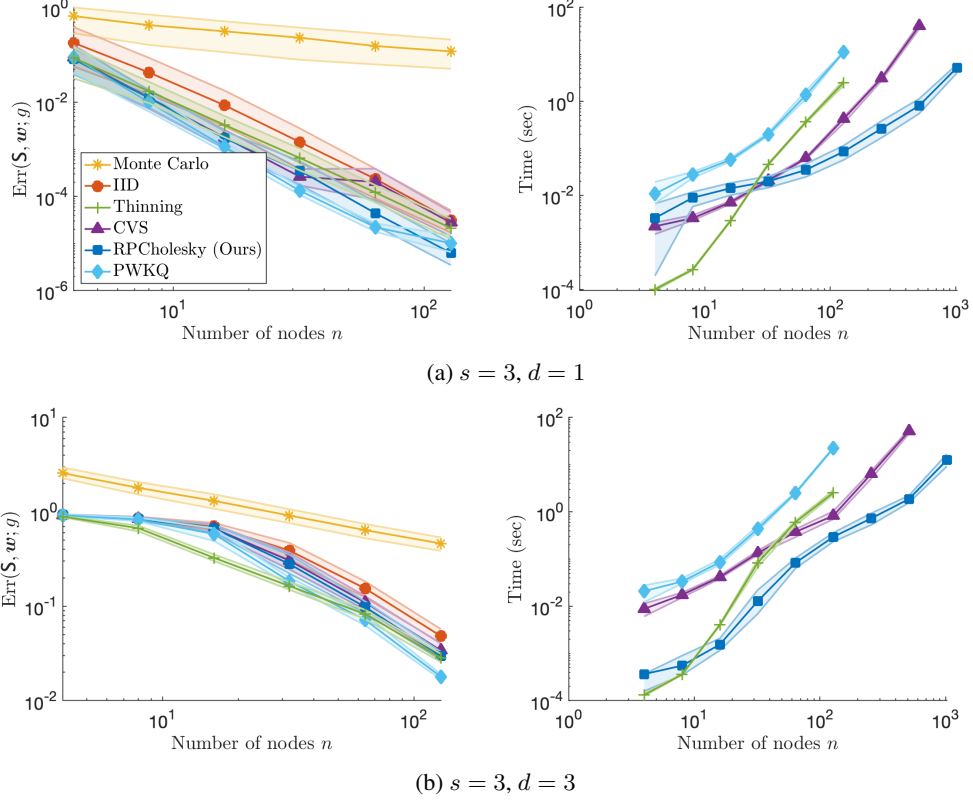 10^0
10^-2
10^-4
10^-6
Err(S, w; g)
Monte Carlo
IID
Thinning
CVS
RPCholesky (Ours)
PWKQ
10^1
10^2
Number of nodes n
10^2
10^0
10^-2
10^-4
Time (sec)
10^0
10^1
10^2
10^3
Number of nodes n
(a) s = 3, d = 1
10^1
10^0
10^-1
10^-2
Err(S, w; g)
10^1
10^2
Number of nodes n
10^2
10^0
10^-2
10^-4
Time (sec)
10^0
10^1
10^2
10^3
Number of nodes n
(b) s = 3, d = 3